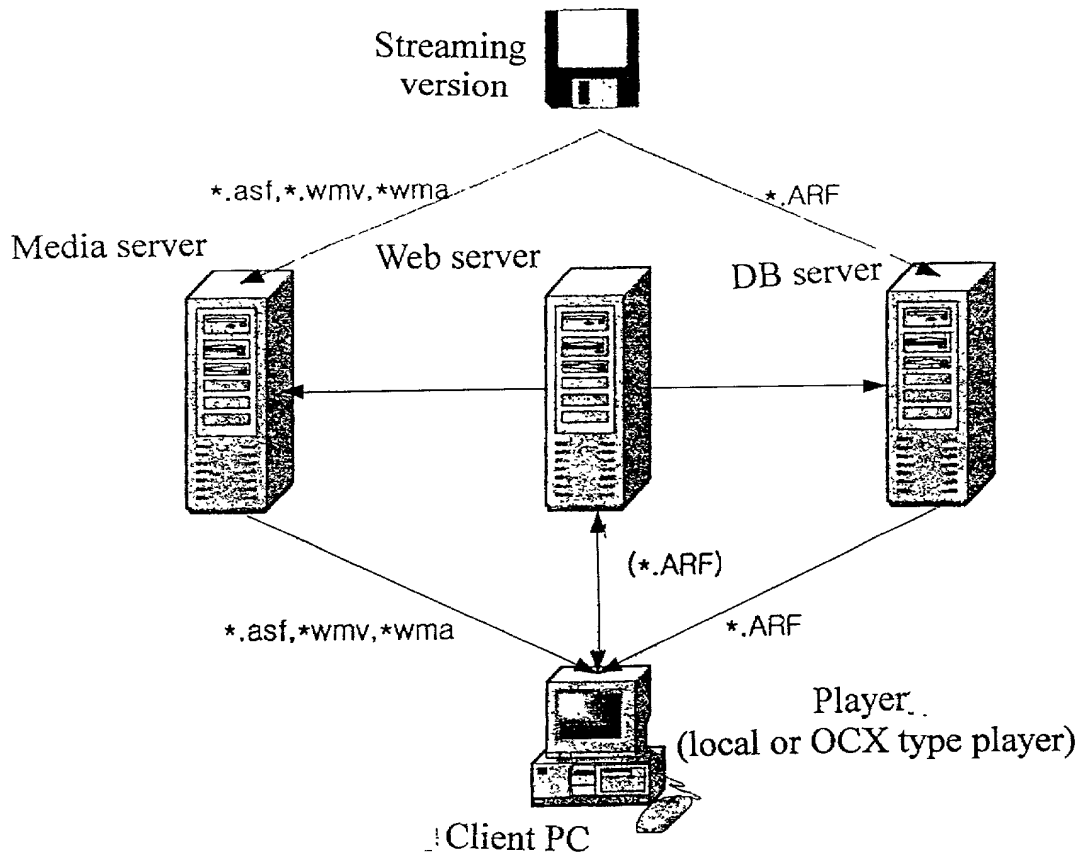 Streaming
version
*.asf,*.wmv,*wma
*.ARF
Media server
Web server
DB server
(*.ARF)
*.asf,*wmv,*wma
*.ARF
Player
(local or OCX type player)
Client PC